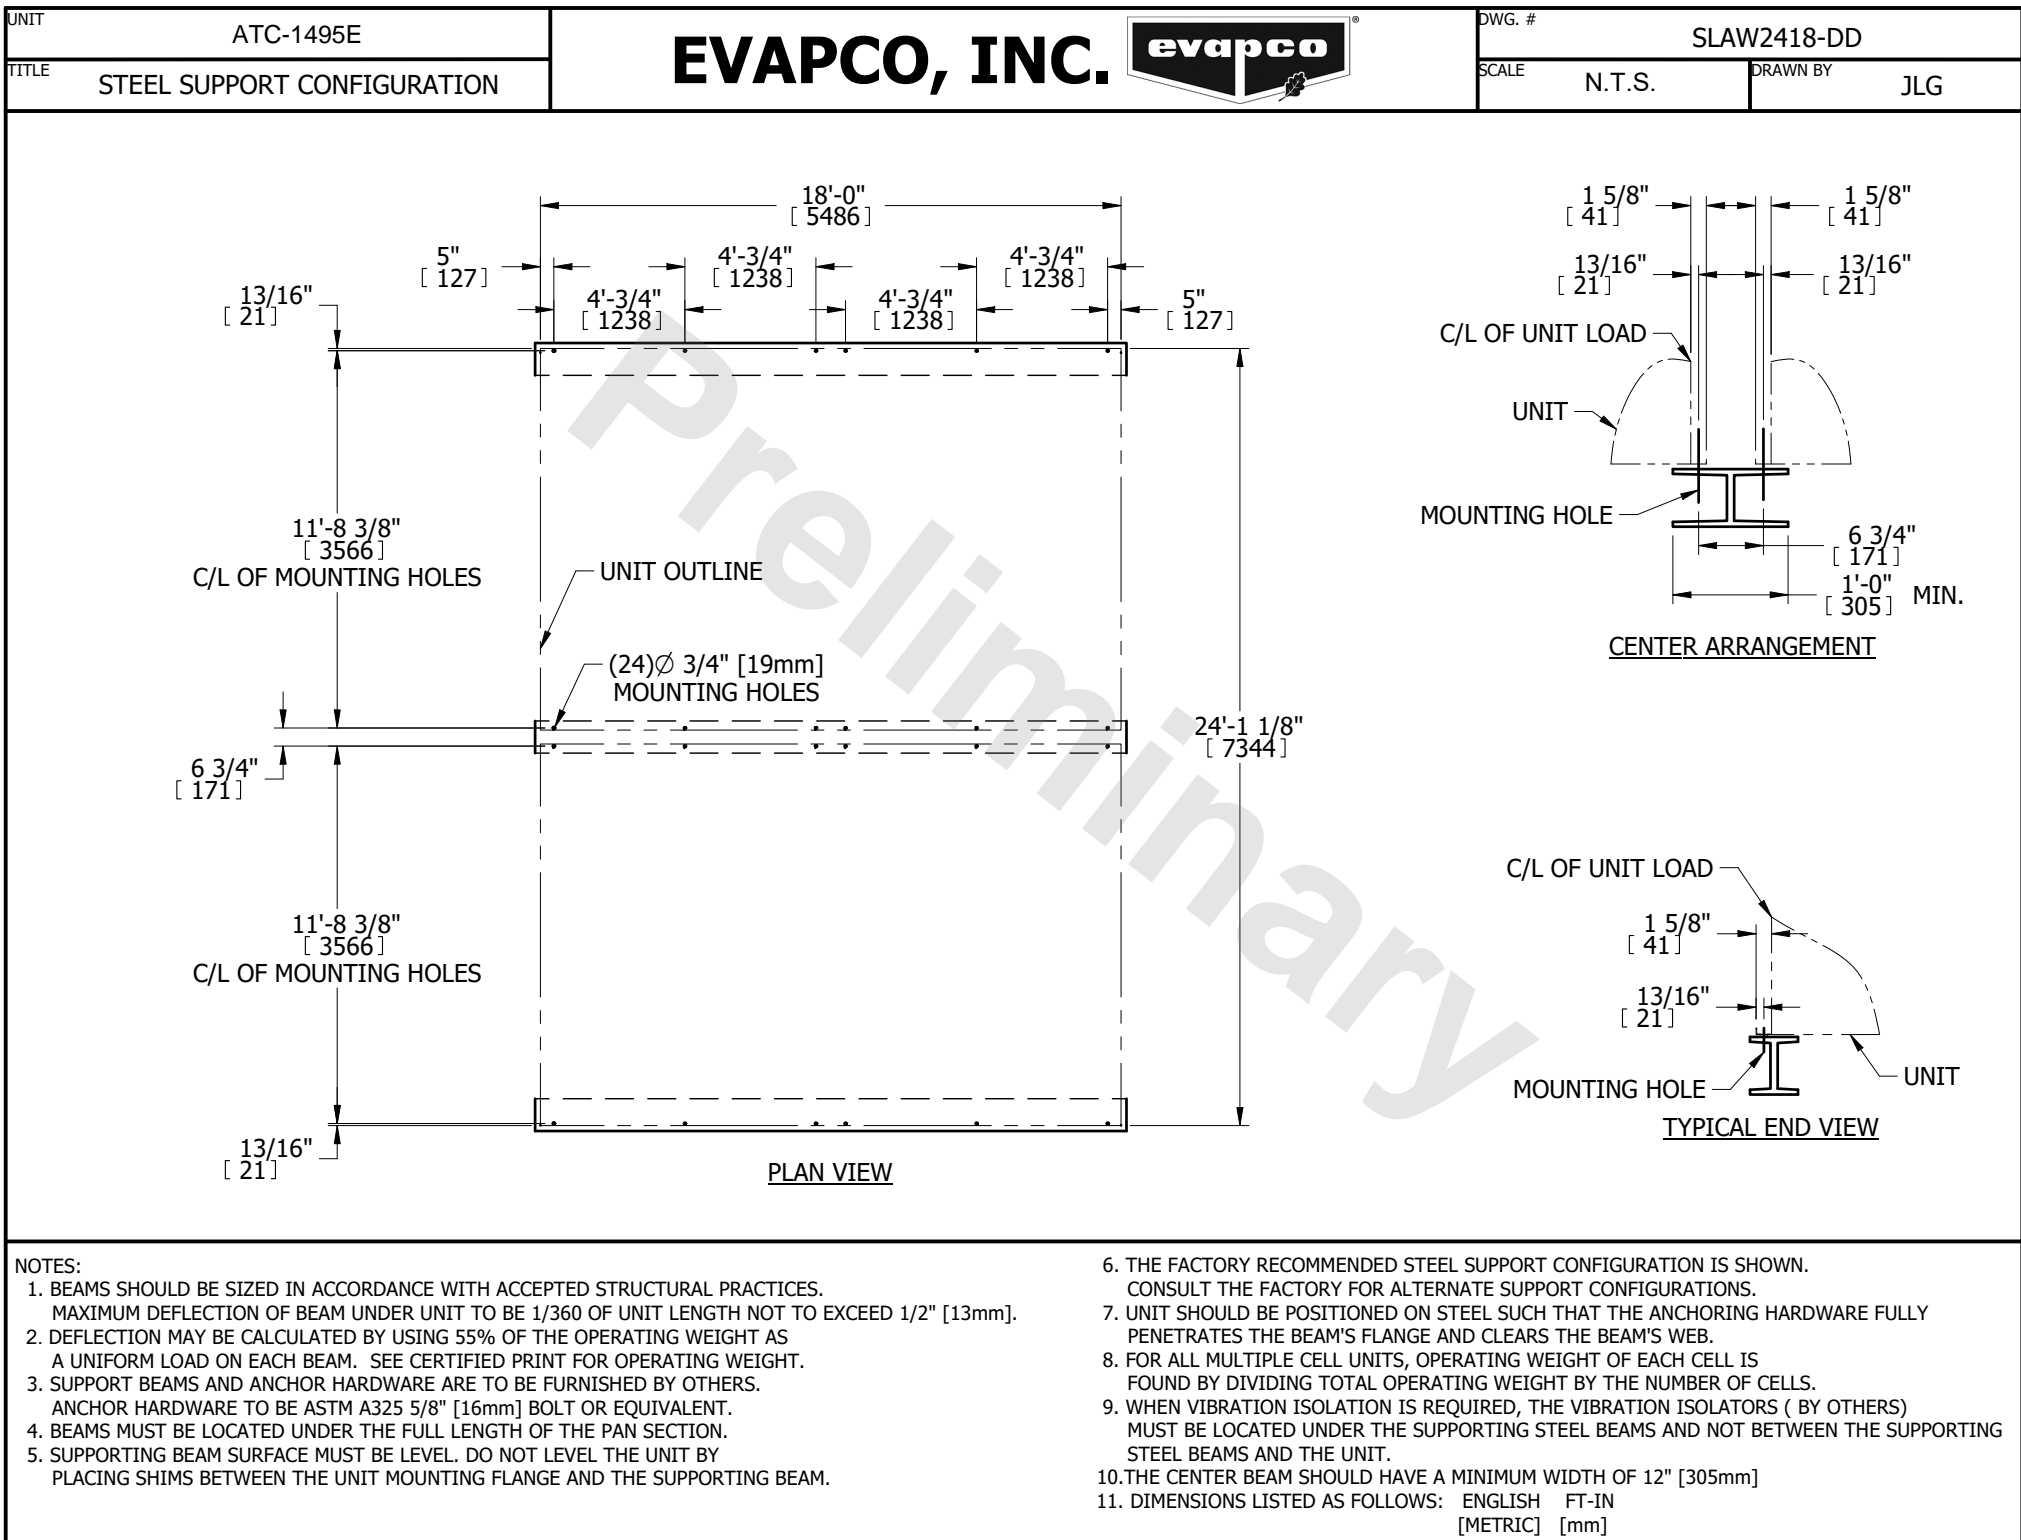 UNIT
ATC-1495E
TITLE
STEEL SUPPORT CONFIGURATION
EVAPCO, INC.
evapco
®
DWG. #
SLAW2418-DD
SCALE
N.T.S.
DRAWN BY
JLG
18'-0"
[ 5486 ]
5"
[ 127 ]
4'-3/4"
[ 1238 ]
4'-3/4"
[ 1238 ]
13/16"
[ 21 ]
4'-3/4"
[ 1238 ]
4'-3/4"
[ 1238 ]
5"
[ 127 ]
11'-8 3/8"
[ 3566 ]
C/L OF MOUNTING HOLES
UNIT OUTLINE
(24)∅ 3/4" [19mm]
MOUNTING HOLES
6 3/4"
[ 171 ]
24'-1 1/8"
[ 7344 ]
11'-8 3/8"
[ 3566 ]
C/L OF MOUNTING HOLES
13/16"
[ 21 ]
PLAN VIEW
Preliminary
1 5/8"
[ 41 ]
1 5/8"
[ 41 ]
13/16"
[ 21 ]
13/16"
[ 21 ]
C/L OF UNIT LOAD
UNIT
MOUNTING HOLE
6 3/4"
[ 171 ]
1'-0"
[ 305 ] MIN.
CENTER ARRANGEMENT
C/L OF UNIT LOAD
1 5/8"
[ 41 ]
13/16"
[ 21 ]
MOUNTING HOLE
UNIT
TYPICAL END VIEW
NOTES:
1. BEAMS SHOULD BE SIZED IN ACCORDANCE WITH ACCEPTED STRUCTURAL PRACTICES.
MAXIMUM DEFLECTION OF BEAM UNDER UNIT TO BE 1/360 OF UNIT LENGTH NOT TO EXCEED 1/2" [13mm].
2. DEFLECTION MAY BE CALCULATED BY USING 55% OF THE OPERATING WEIGHT AS
A UNIFORM LOAD ON EACH BEAM. SEE CERTIFIED PRINT FOR OPERATING WEIGHT.
3. SUPPORT BEAMS AND ANCHOR HARDWARE ARE TO BE FURNISHED BY OTHERS.
ANCHOR HARDWARE TO BE ASTM A325 5/8" [16mm] BOLT OR EQUIVALENT.
4. BEAMS MUST BE LOCATED UNDER THE FULL LENGTH OF THE PAN SECTION.
5. SUPPORTING BEAM SURFACE MUST BE LEVEL. DO NOT LEVEL THE UNIT BY
PLACING SHIMS BETWEEN THE UNIT MOUNTING FLANGE AND THE SUPPORTING BEAM.
6. THE FACTORY RECOMMENDED STEEL SUPPORT CONFIGURATION IS SHOWN.
CONSULT THE FACTORY FOR ALTERNATE SUPPORT CONFIGURATIONS.
7. UNIT SHOULD BE POSITIONED ON STEEL SUCH THAT THE ANCHORING HARDWARE FULLY
PENETRATES THE BEAM'S FLANGE AND CLEARS THE BEAM'S WEB.
8. FOR ALL MULTIPLE CELL UNITS, OPERATING WEIGHT OF EACH CELL IS
FOUND BY DIVIDING TOTAL OPERATING WEIGHT BY THE NUMBER OF CELLS.
9. WHEN VIBRATION ISOLATION IS REQUIRED, THE VIBRATION ISOLATORS ( BY OTHERS)
MUST BE LOCATED UNDER THE SUPPORTING STEEL BEAMS AND NOT BETWEEN THE SUPPORTING
STEEL BEAMS AND THE UNIT.
10.THE CENTER BEAM SHOULD HAVE A MINIMUM WIDTH OF 12" [305mm]
11. DIMENSIONS LISTED AS FOLLOWS: ENGLISH FT-IN
[METRIC] [mm]